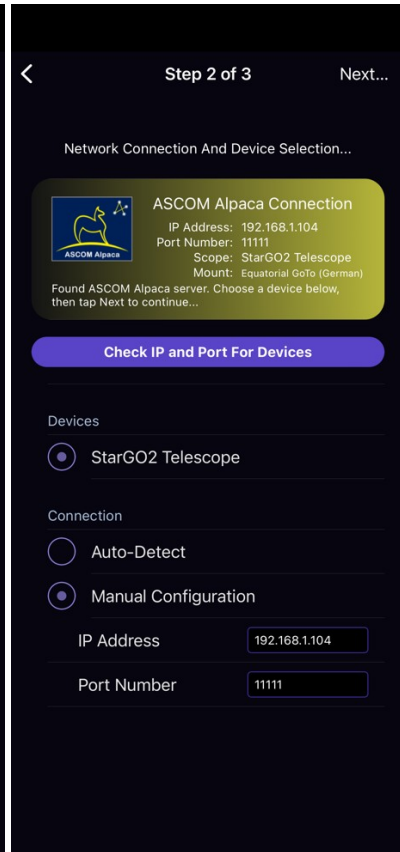 Step 2 of 3
Next...
Network Connection And Device Selection...
ASCOM Alpaca Connection
IP Address: 192.168.1.104
Port Number: 11111
Scope: StarGO2 Telescope
Mount: Equatorial GoTo (German)
ASCOM Alpaca
Found ASCOM Alpaca server. Choose a device below,
then tap Next to continue...
Check IP and Port For Devices
Devices
StarGO2 Telescope
Connection
Auto-Detect
Manual Configuration
IP Address 192.168.1.104
Port Number 11111